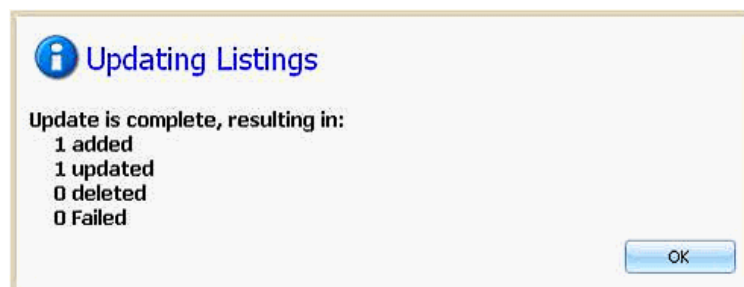 Updating Listings
Update is complete, resulting in:
1 added
1 updated
0 deleted
0 Failed
OK